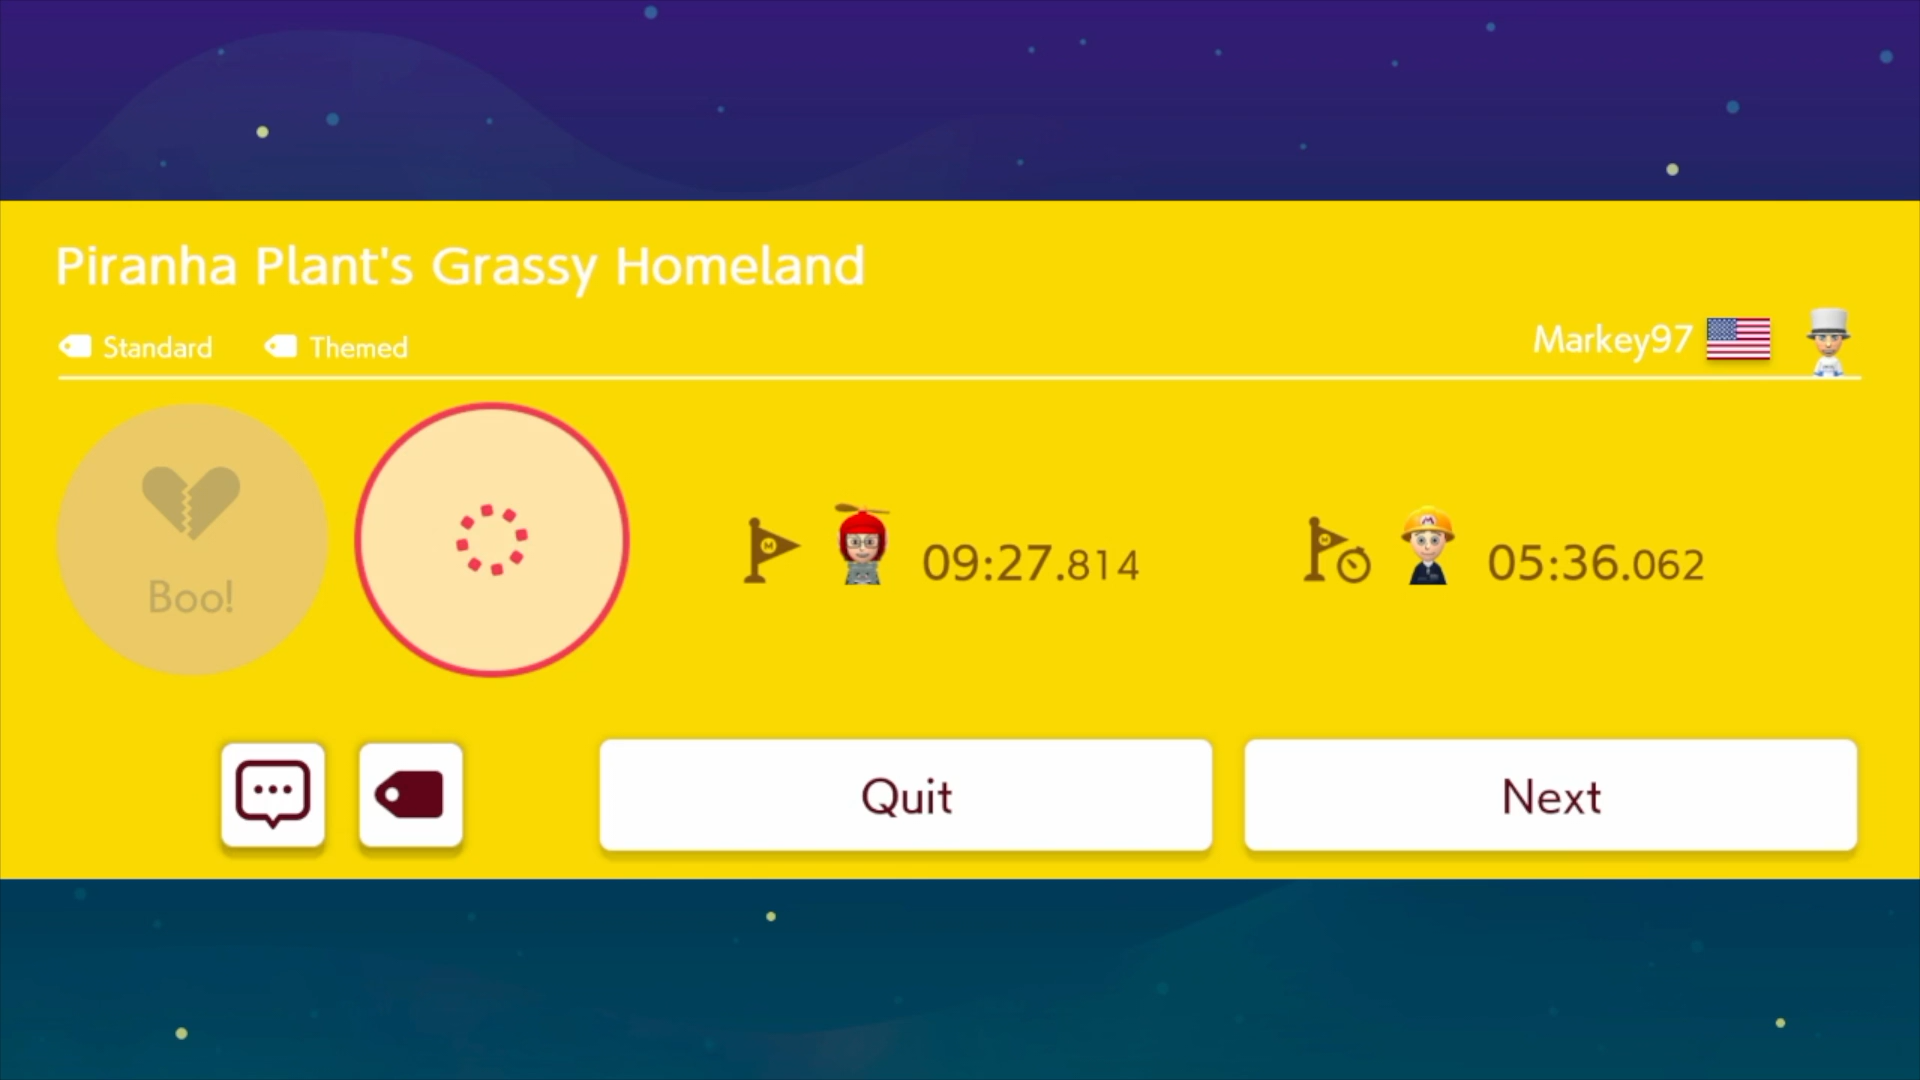 Piranha Plant's Grassy Homeland
Standard Themed
Markey97
Boo!
09:27.814
05:36.062
Quit
Next